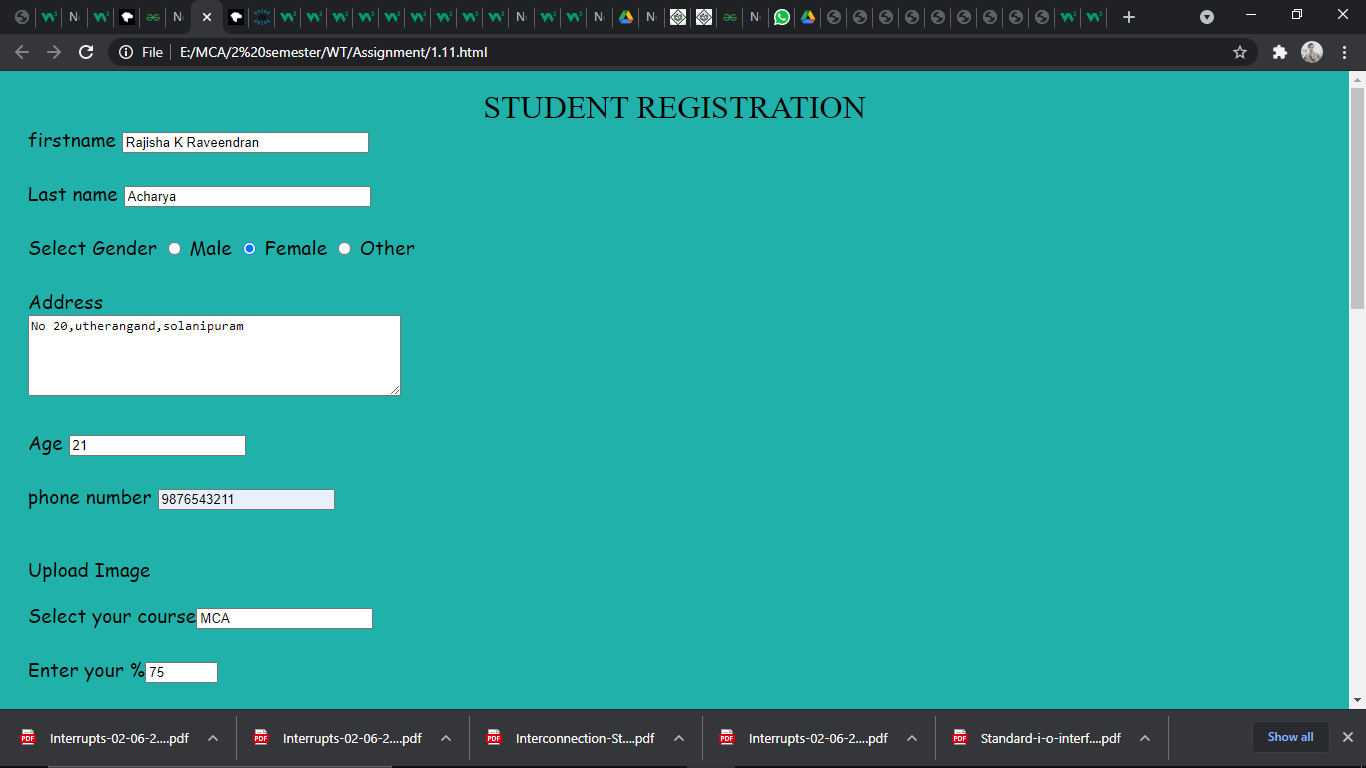 File E:/MCA/2%20semester/WT/Assignment/1.11.html
STUDENT REGISTRATION
firstname Rajisha K Raveendran
Last name Acharya
Select Gender Male Female Other
Address
No 20,utherangand,solanipuram
Age 21
phone number 9876543211
Upload Image
Select your course MCA
Enter your % 75
Interrupts-02-06-2....pdf Interrupts-02-06-2....pdf Interconnection-St....pdf Interrupts-02-06-2....pdf Standard-i-o-interf....pdf Show all